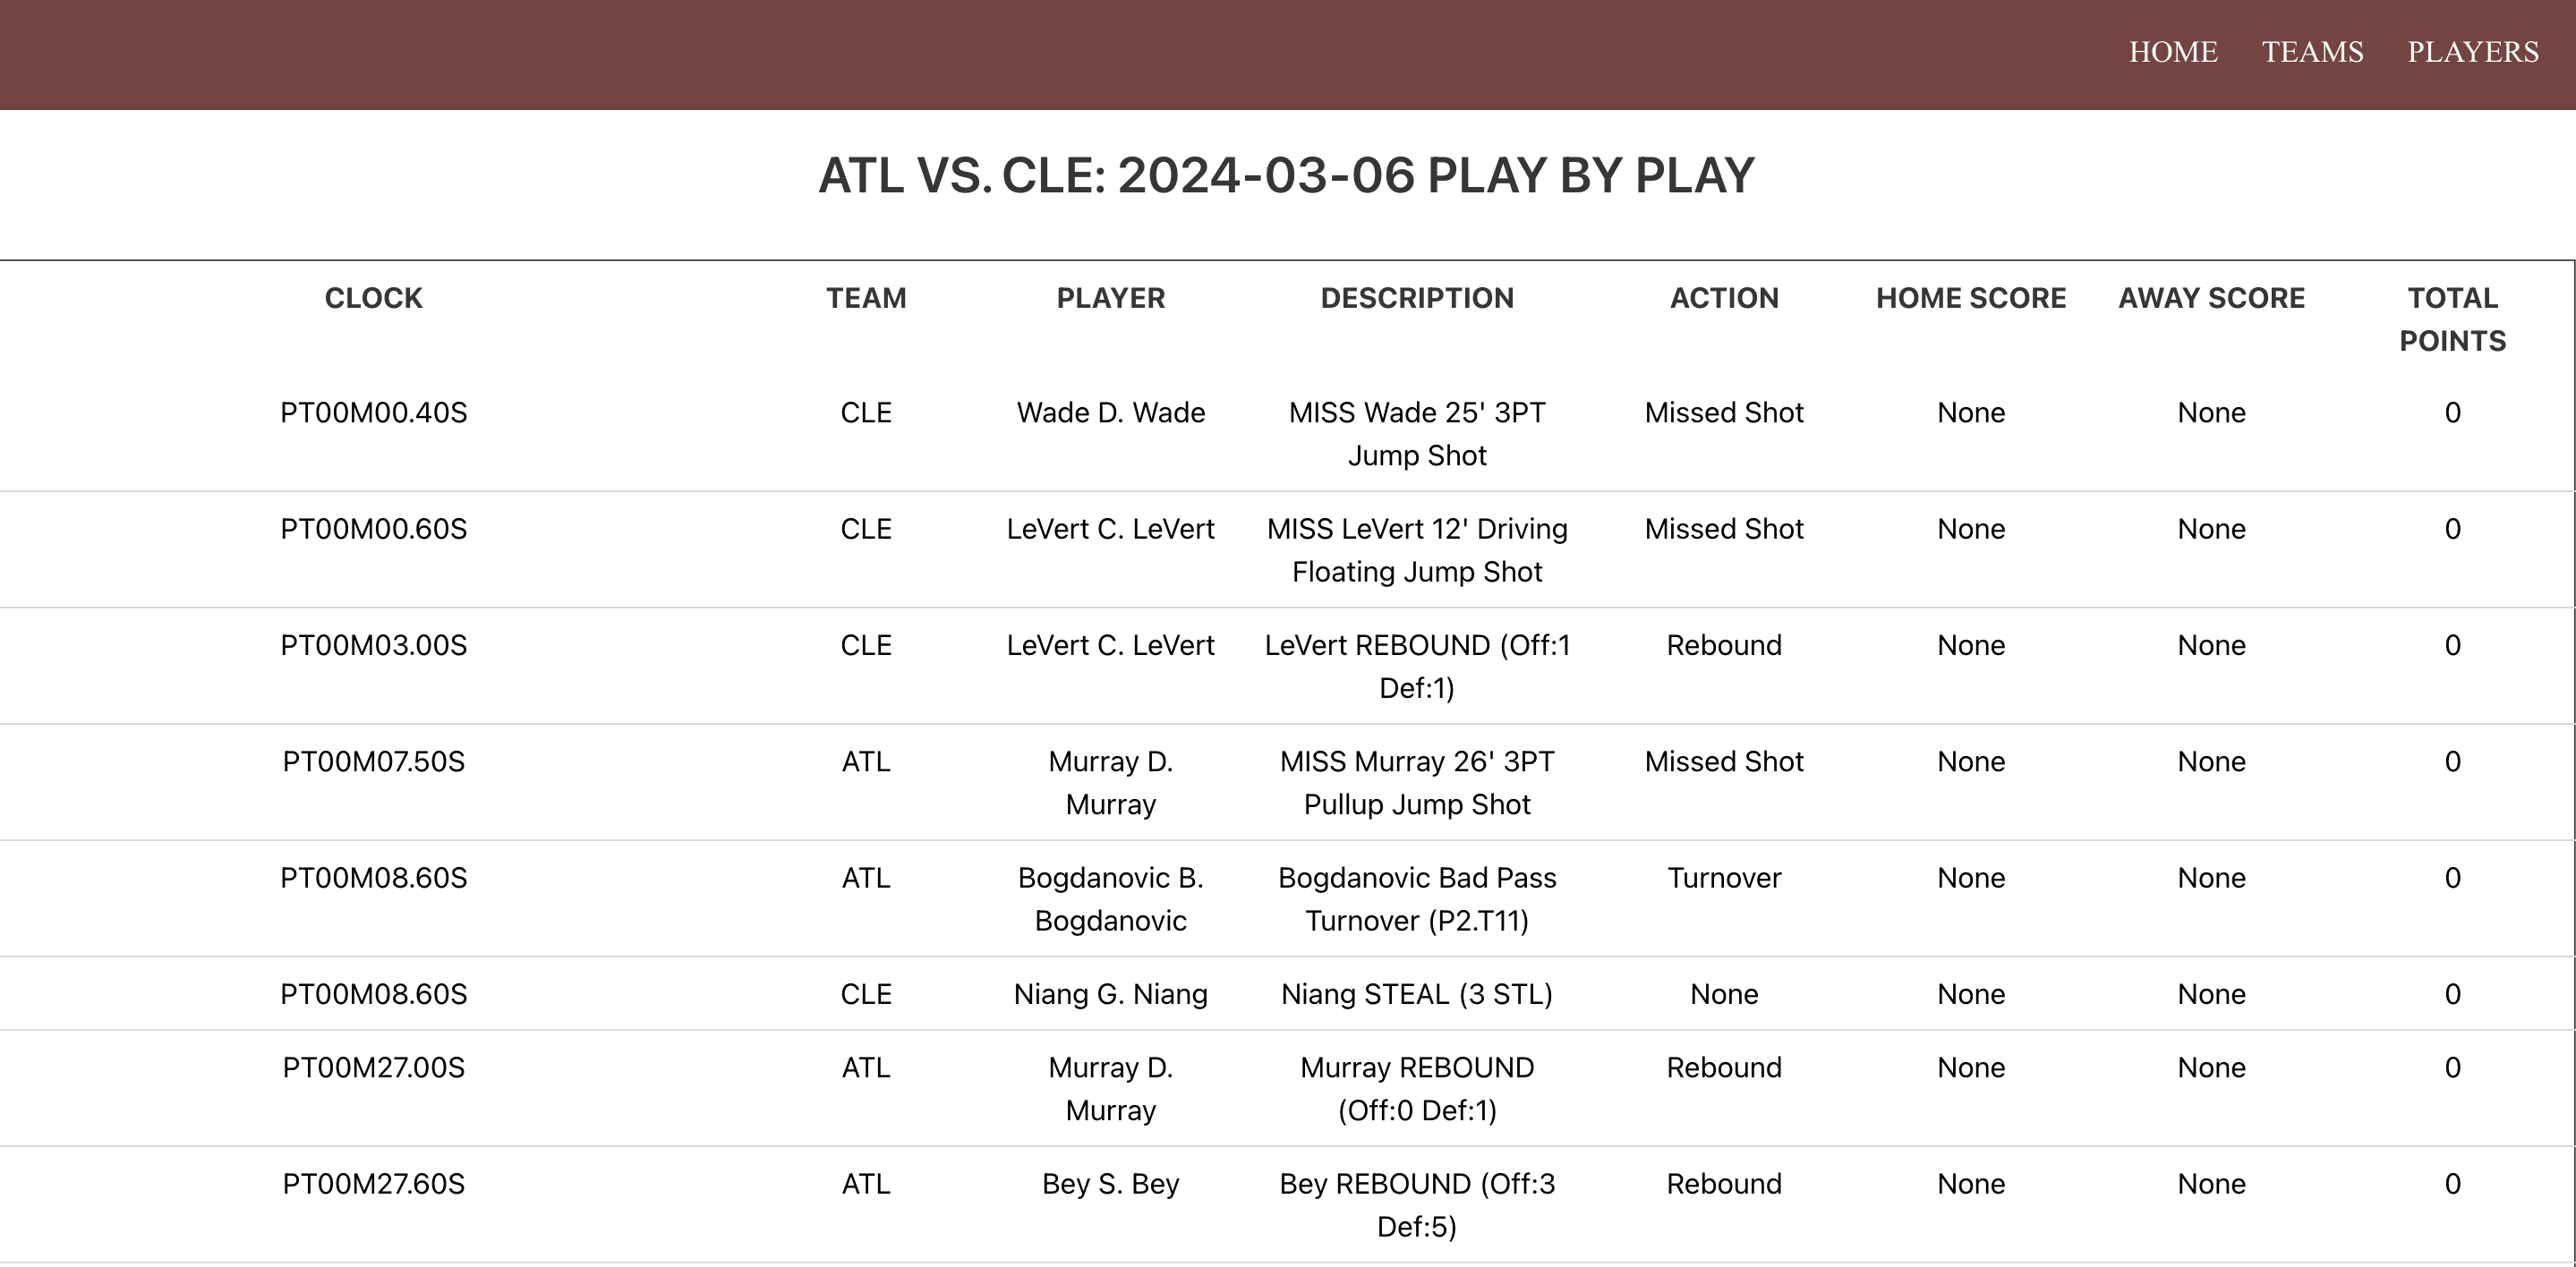 HOME TEAMS PLAYERS
ATL VS. CLE: 2024-03-06 PLAY BY PLAY
CLOCK TEAM PLAYER DESCRIPTION ACTION HOME SCORE AWAY SCORE TOTAL
POINTS
PT00M00.40S CLE Wade D. Wade MISS Wade 25' 3PT Missed Shot None None 0
Jump Shot
PT00M00.60S CLE LeVert C. LeVert MISS LeVert 12' Driving Missed Shot None None 0
Floating Jump Shot
PT00M03.00S CLE LeVert C. LeVert LeVert REBOUND (Off:1 Rebound None None 0
Def:1)
PT00M07.50S ATL Murray D. MISS Murray 26' 3PT Missed Shot None None 0
Murray Pullup Jump Shot
PT00M08.60S ATL Bogdanovic B. Bogdanovic Bad Pass Turnover None None 0
Bogdanovic Turnover (P2.T11)
PT00M08.60S CLE Niang G. Niang Niang STEAL (3 STL) None None None 0
PT00M27.00S ATL Murray D. Murray REBOUND Rebound None None 0
Murray (Off:0 Def:1)
PT00M27.60S ATL Bey S. Bey Bey REBOUND (Off:3 Rebound None None 0
Def:5)